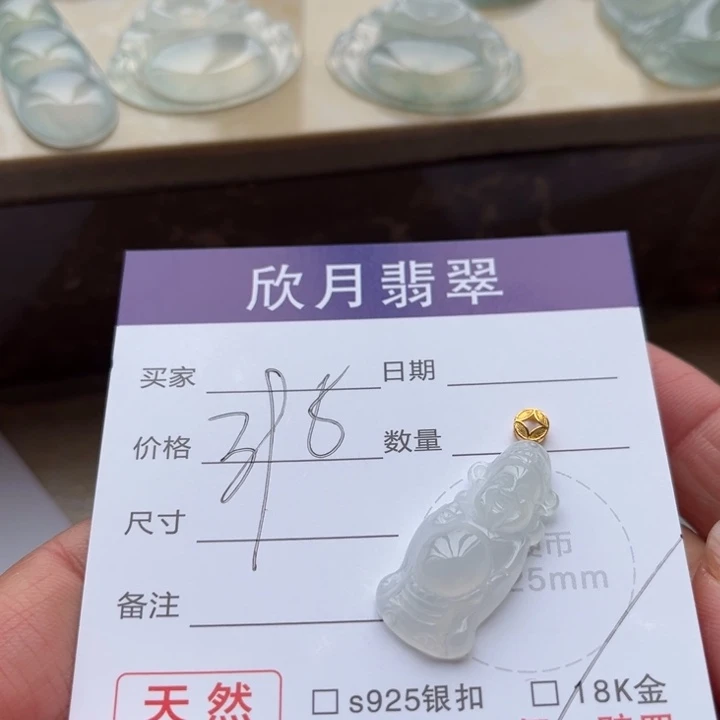 欣月翡翠
买家 日期
价格 数量
尺寸
币
25mm
备注
天然 □ s925银扣 □ 18K金